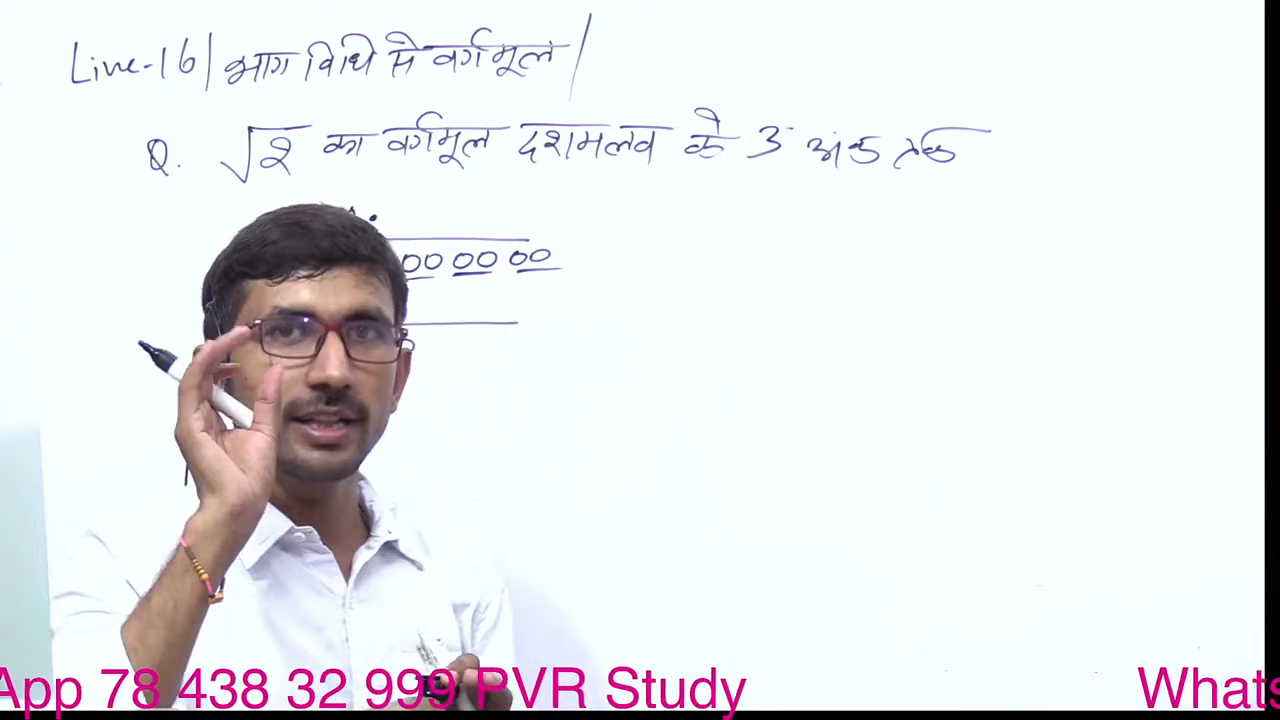 Live-16| भाग विधि से वर्गमूल |
Q. √2 का वर्गमूल दशमलव के 3 अंक तक
00 00 00
App 78 438 32 999 PVR Study Whats